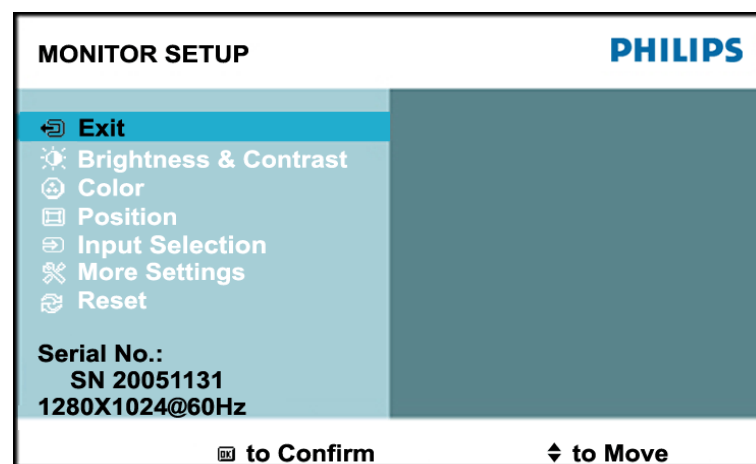 MONITOR SETUP
PHILIPS
Exit
Brightness & Contrast
Color
Position
Input Selection
More Settings
Reset
Serial No.:
SN 20051131
1280X1024@60Hz
OK to Confirm
to Move